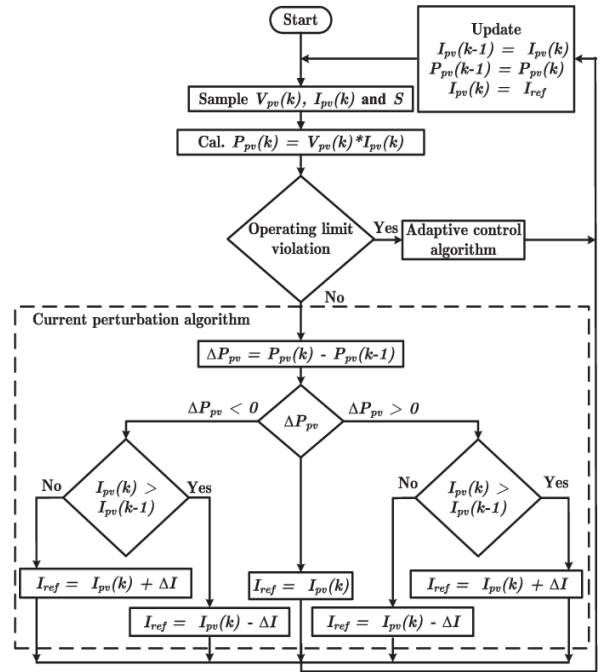 Start
Update
I_pv(k-1) = I_pv(k)
P_pv(k-1) = P_pv(k)
I_pv(k) = I_ref
Sample V_pv(k), I_pv(k) and S
Cal. P_pv(k) = V_pv(k)*I_pv(k)
Operating limit
violation
Yes
Adaptive control
algorithm
No
Current perturbation algorithm
ΔP_pv = P_pv(k) - P_pv(k-1)
ΔP_pv < 0
ΔP_pv
ΔP_pv > 0
No
I_pv(k) >
I_pv(k-1)
Yes
No
I_pv(k) >
I_pv(k-1)
Yes
I_ref = I_pv(k) + ΔI
I_ref = I_pv(k)
I_ref = I_pv(k) + ΔI
I_ref = I_pv(k) - ΔI
I_ref = I_pv(k) - ΔI